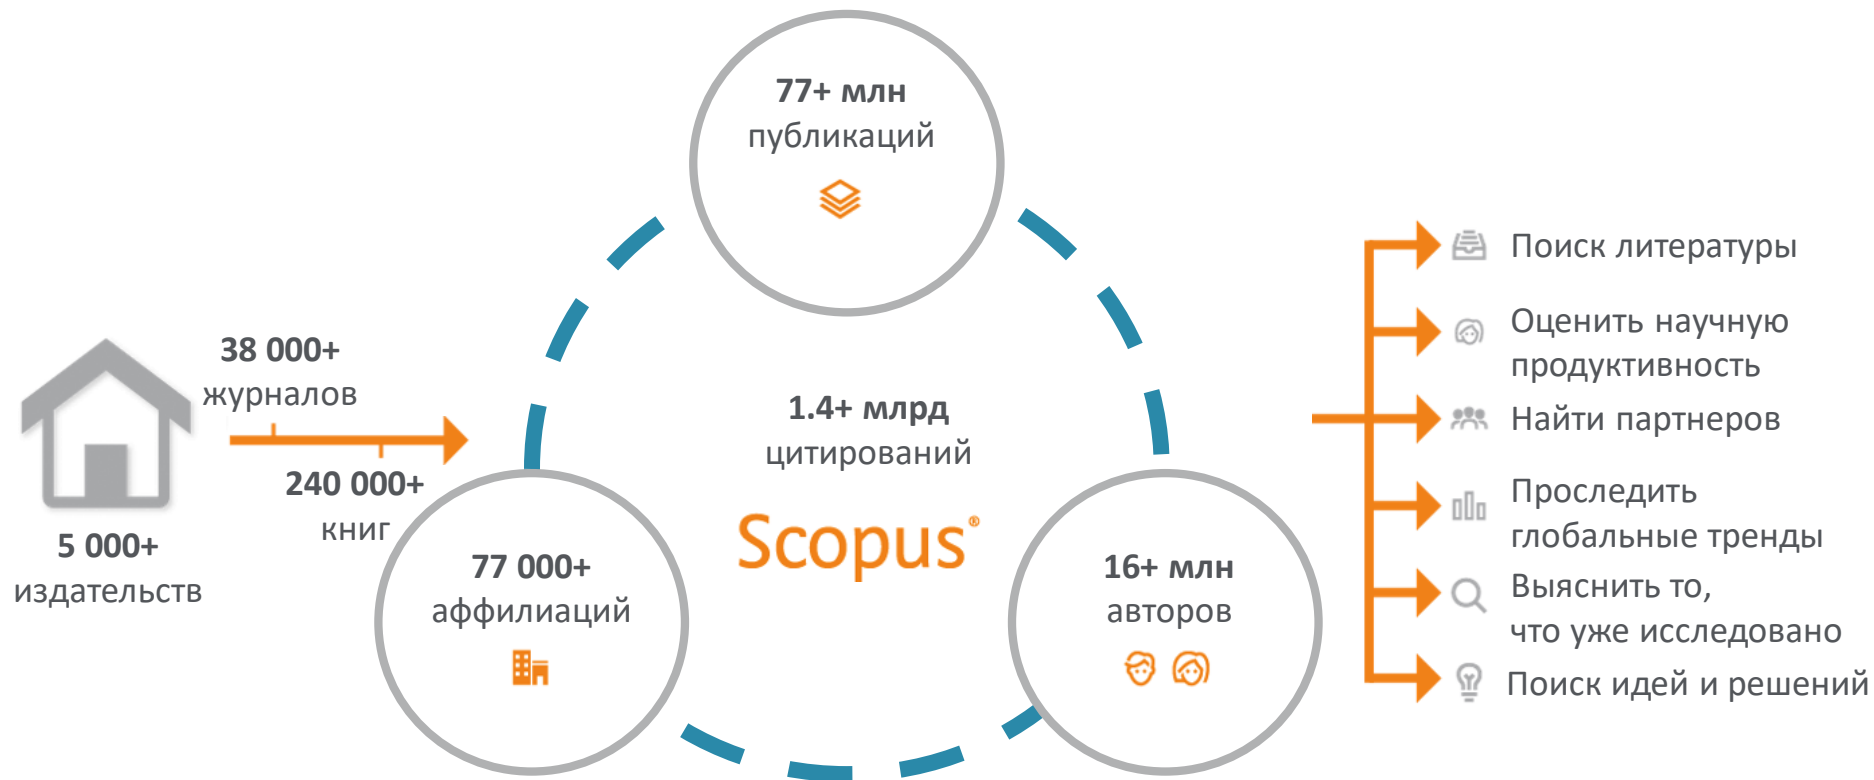 77+ млн
публикаций
38 000+
журналов
240 000+
книг
5 000+
издательств
1.4+ млрд
цитирований
Scopus®
77 000+
аффилиаций
16+ млн
авторов
Поиск литературы
Оценить научную
продуктивность
Найти партнеров
Проследить
глобальные тренды
Выяснить то,
что уже исследовано
Поиск идей и решений